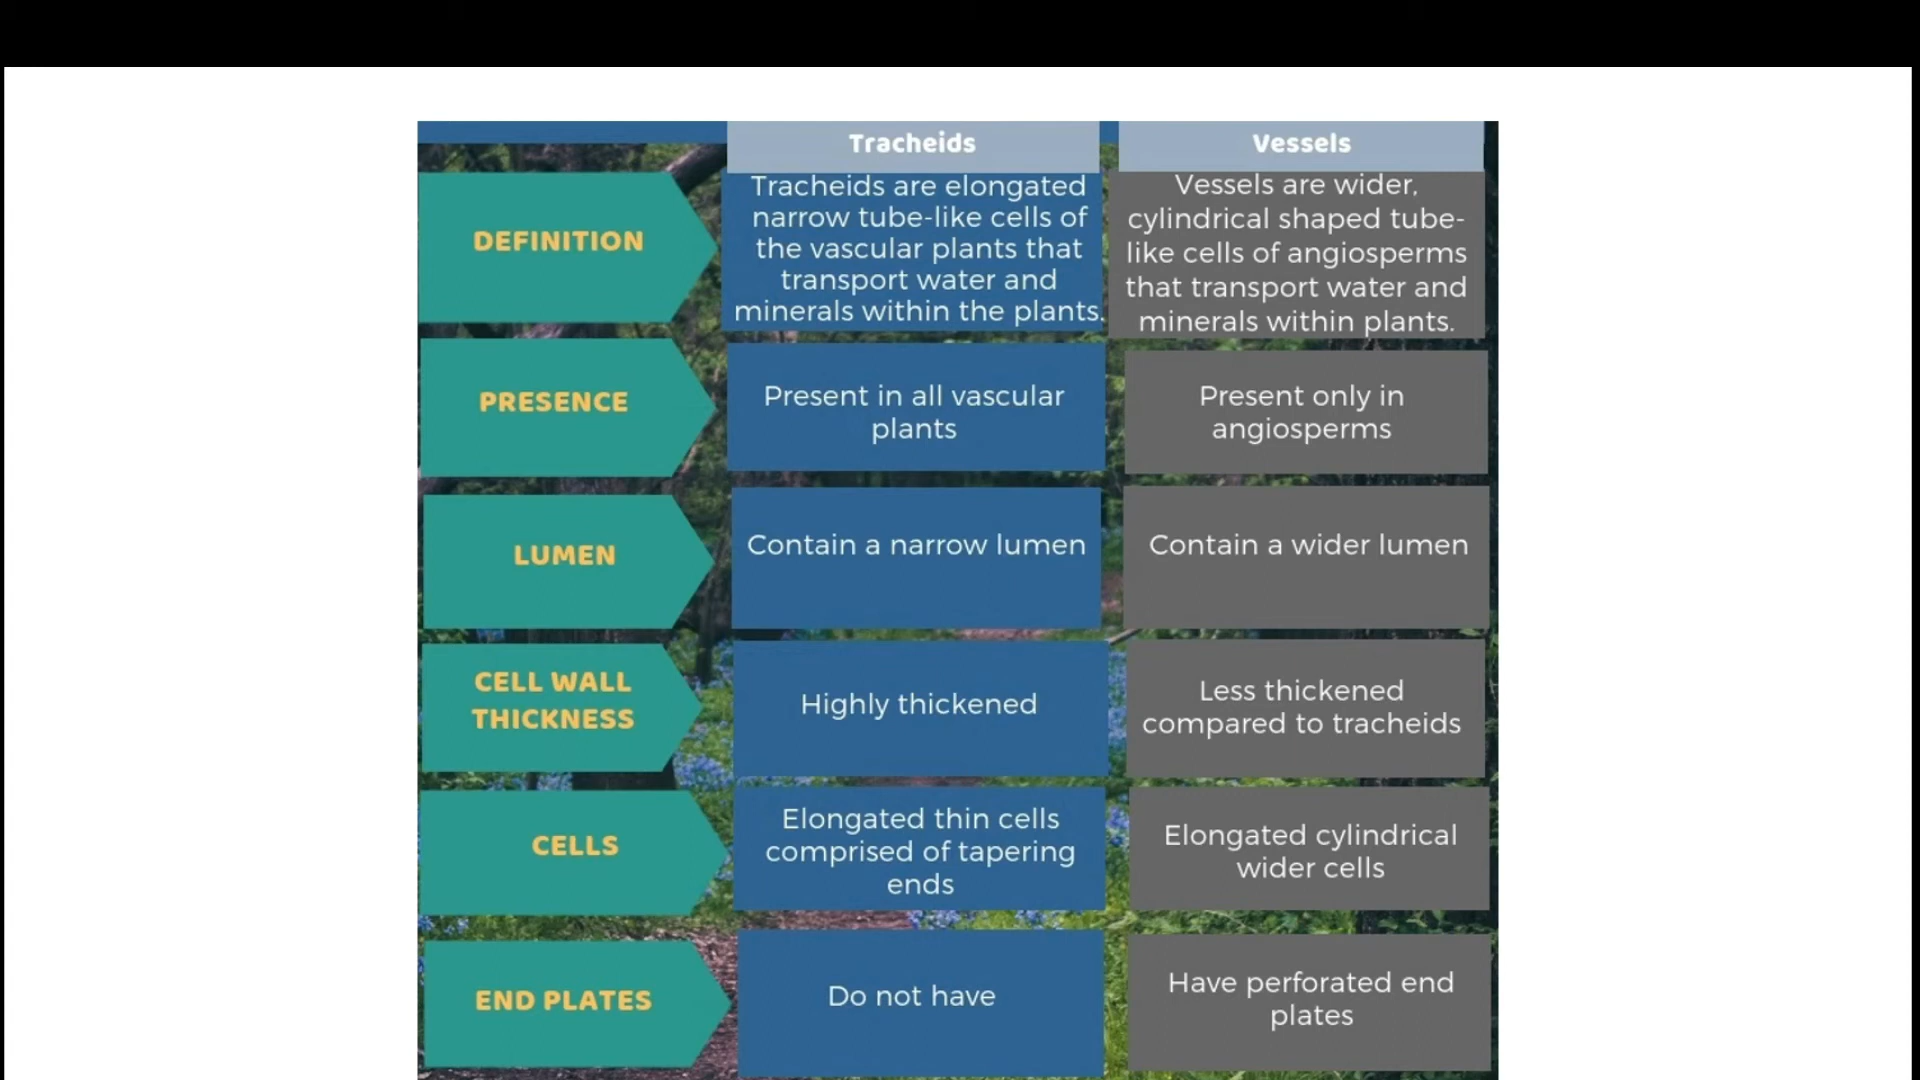 Tracheids
Vessels
DEFINITION
Tracheids are elongated
narrow tube-like cells of
the vascular plants that
transport water and
minerals within the plants.
Vessels are wider,
cylindrical shaped tube-
like cells of angiosperms
that transport water and
minerals within plants.
PRESENCE
Present in all vascular
plants
Present only in
angiosperms
LUMEN
Contain a narrow lumen
Contain a wider lumen
CELL WALL
THICKNESS
Highly thickened
Less thickened
compared to tracheids
CELLS
Elongated thin cells
comprised of tapering
ends
Elongated cylindrical
wider cells
END PLATES
Do not have
Have perforated end
plates